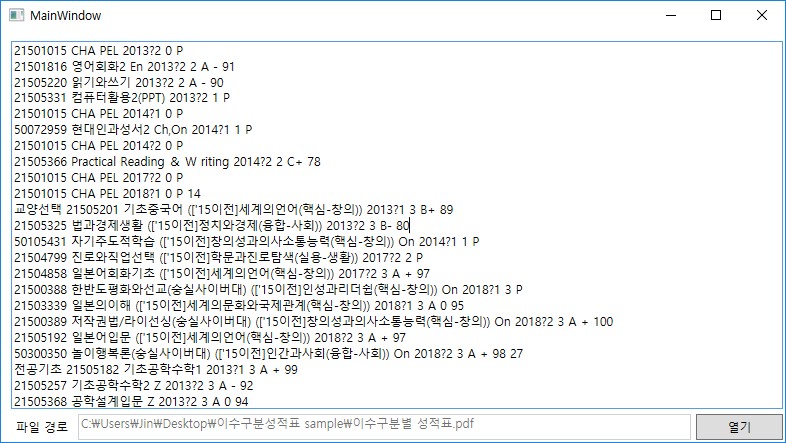 MainWindow
21501015 CHA PEL 2013?2 0 P
21501816 영어회화2 En 2013?2 2 A - 91
21505220 읽기와쓰기 2013?2 2 A - 90
21505331 컴퓨터활용2(PPT) 2013?2 1 P
21501015 CHA PEL 2014?1 0 P
50072959 현대인과성서2 Ch,On 2014?1 1 P
21501015 CHA PEL 2014?2 0 P
21505366 Practical Reading ＆ W riting 2014?2 2 C+ 78
21501015 CHA PEL 2017?2 0 P
21501015 CHA PEL 2018?1 0 P 14
교양선택 21505201 기초중국어 (['15이전]세계의언어(핵심-창의)) 2013?1 3 B+ 89
21505325 법과경제생활 (['15이전]정치와경제(융합-사회)) 2013?2 3 B- 80
50105431 자기주도적학습 (['15이전]창의성과의사소통능력(핵심-창의)) On 2014?1 1 P
21504799 진로와직업선택 (['15이전]학문과진로탐색(실용-생활)) 2017?2 2 P
21504858 일본어회화기초 (['15이전]세계의언어(핵심-창의)) 2017?2 3 A + 97
21500388 한반도평화와선교(숭실사이버대) (['15이전]인성과리더쉽(핵심-창의)) On 2018?1 3 P
21503339 일본의이해 (['15이전]세계의문화와국제관계(핵심-창의)) 2018?1 3 A 0 95
21500389 저작권법/라이선싱(숭실사이버대) (['15이전]창의성과의사소통능력(핵심-창의)) On 2018?2 3 A + 100
21505192 일본어입문 (['15이전]세계의언어(핵심-창의)) 2018?2 3 A + 97
50300350 놀이행복론(숭실사이버대) (['15이전]인간과사회(융합-사회)) On 2018?2 3 A + 98 27
전공기초 21505182 기초공학수학1 2013?1 3 A + 99
21505257 기초공학수학2 Z 2013?2 3 A - 92
21505368 공학설계입문 Z 2013?2 3 A 0 94
파일 경로 C:₩Users₩Jin₩Desktop₩이수구분성적표 sample₩이수구분별 성적표.pdf 열기